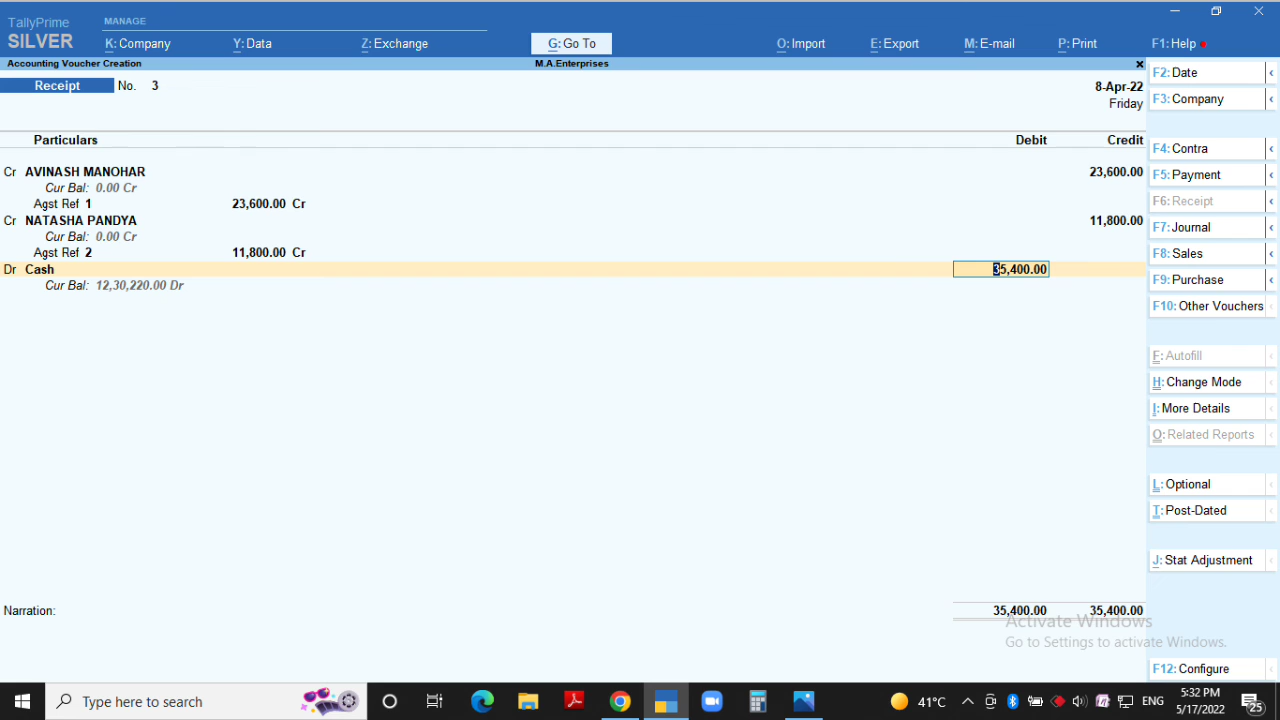 TallyPrime
MANAGE
SILVER
K: Company
Y: Data
Z: Exchange
G: Go To
O: Import
E: Export
M: E-mail
P: Print
F1: Help
Accounting Voucher Creation
M.A.Enterprises
×
Receipt No. 3
8-Apr-22
Friday
Particulars Debit Credit
Cr AVINASH MANOHAR 23,600.00
Cur Bal: 0.00 Cr
Agst Ref 1 23,600.00 Cr
Cr NATASHA PANDYA 11,800.00
Cur Bal: 0.00 Cr
Agst Ref 2 11,800.00 Cr
Dr Cash 35,400.00
Cur Bal: 12,30,220.00 Dr
Narration: 35,400.00 35,400.00
F2: Date
F3: Company
F4: Contra
F5: Payment
F6: Receipt
F7: Journal
F8: Sales
F9: Purchase
F10: Other Vouchers
F: Autofill
H: Change Mode
I: More Details
O: Related Reports
L: Optional
T: Post-Dated
J: Stat Adjustment
F12: Configure
Activate Windows
Go to Settings to activate Windows.
Type here to search
41°C
ENG
5:32 PM
5/17/2022
25